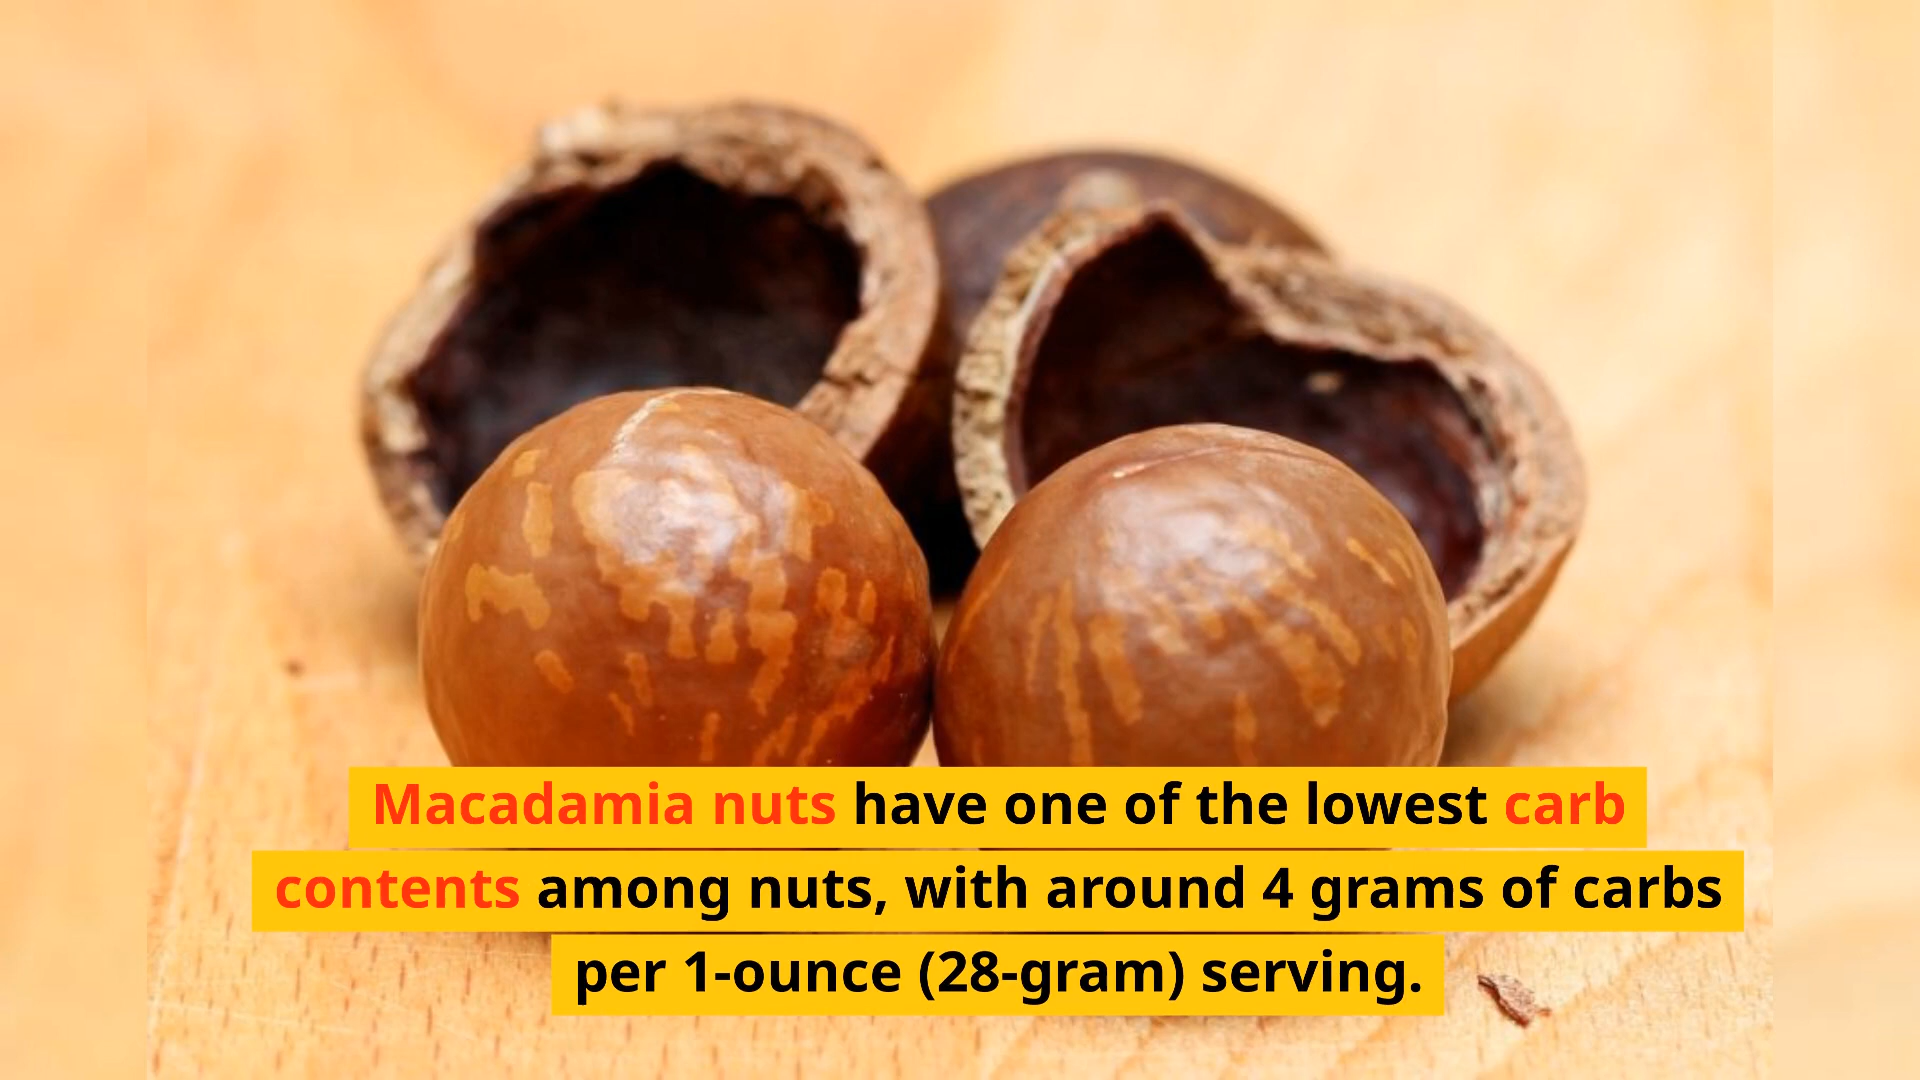 Macadamia nuts have one of the lowest carb
contents among nuts, with around 4 grams of carbs
per 1-ounce (28-gram) serving.